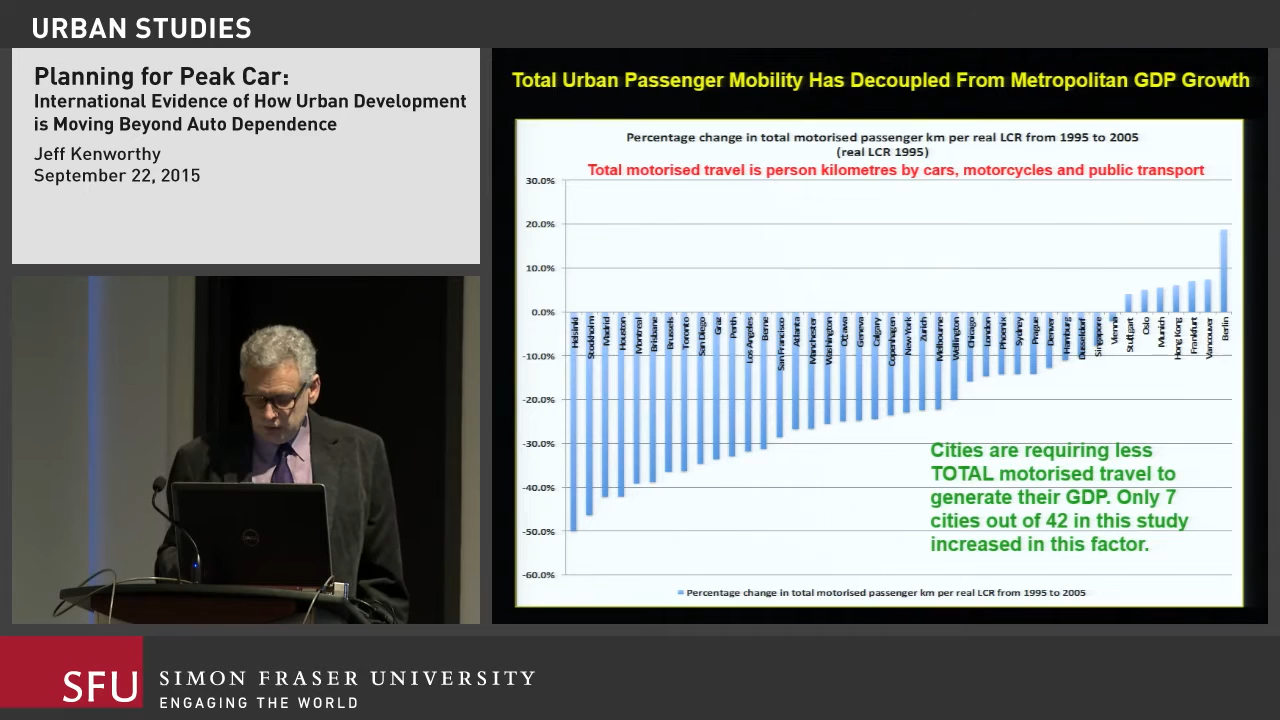 URBAN STUDIES
Planning for Peak Car:
International Evidence of How Urban Development
is Moving Beyond Auto Dependence
Jeff Kenworthy
September 22, 2015
Total Urban Passenger Mobility Has Decoupled From Metropolitan GDP Growth
Percentage change in total motorised passenger km per real LCR from 1995 to 2005
(real LCR 1995)
Total motorised travel is person kilometres by cars, motorcycles and public transport
30.0%
20.0%
10.0%
0.0%
-10.0%
-20.0%
-30.0%
-40.0%
-50.0%
-60.0%
Helsinki
Stockholm
Madrid
Houston
Montreal
Brisbane
Brussels
Toronto
San Diego
Graz
Perth
Los Angeles
Berne
San Francisco
Atlanta
Manchester
Washington
Ottawa
Geneva
Calgary
Copenhagen
New York
Zurich
Melbourne
Wellington
Chicago
London
Phoenix
Sydney
Prague
Denver
Hamburg
Dusseldorf
Singapore
Vienna
Stuttgart
Oslo
Munich
Hong Kong
Frankfurt
Vancouver
Berlin
Cities are requiring less
TOTAL motorised travel to
generate their GDP. Only 7
cities out of 42 in this study
increased in this factor.
Percentage change in total motorised passenger km per real LCR from 1995 to 2005
DELL
SFU
SIMON FRASER UNIVERSITY
ENGAGING THE WORLD